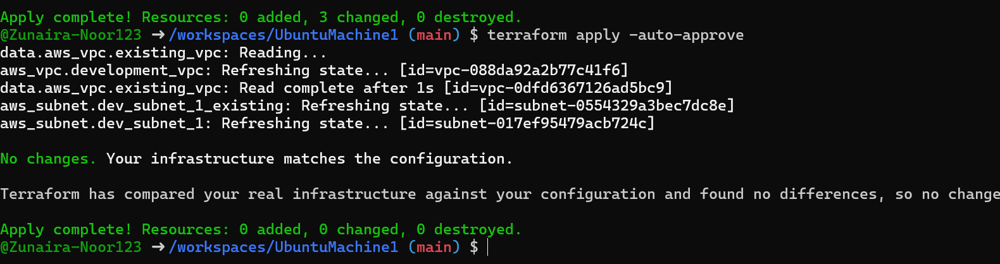 Apply complete! Resources: 0 added, 3 changed, 0 destroyed.
@Zunaira-Noor123 ➜ /workspaces/UbuntuMachine1 (main) $ terraform apply -auto-approve
data.aws_vpc.existing_vpc: Reading...
aws_vpc.development_vpc: Refreshing state... [id=vpc-088da92a2b77c41f6]
data.aws_vpc.existing_vpc: Read complete after 1s [id=vpc-0dfd6367126ad5bc9]
aws_subnet.dev_subnet_1_existing: Refreshing state... [id=subnet-0554329a3bec7dc8e]
aws_subnet.dev_subnet_1: Refreshing state... [id=subnet-017ef95479acb724c]
No changes. Your infrastructure matches the configuration.
Terraform has compared your real infrastructure against your configuration and found no differences, so no change
Apply complete! Resources: 0 added, 0 changed, 0 destroyed.
@Zunaira-Noor123 ➜ /workspaces/UbuntuMachine1 (main) $